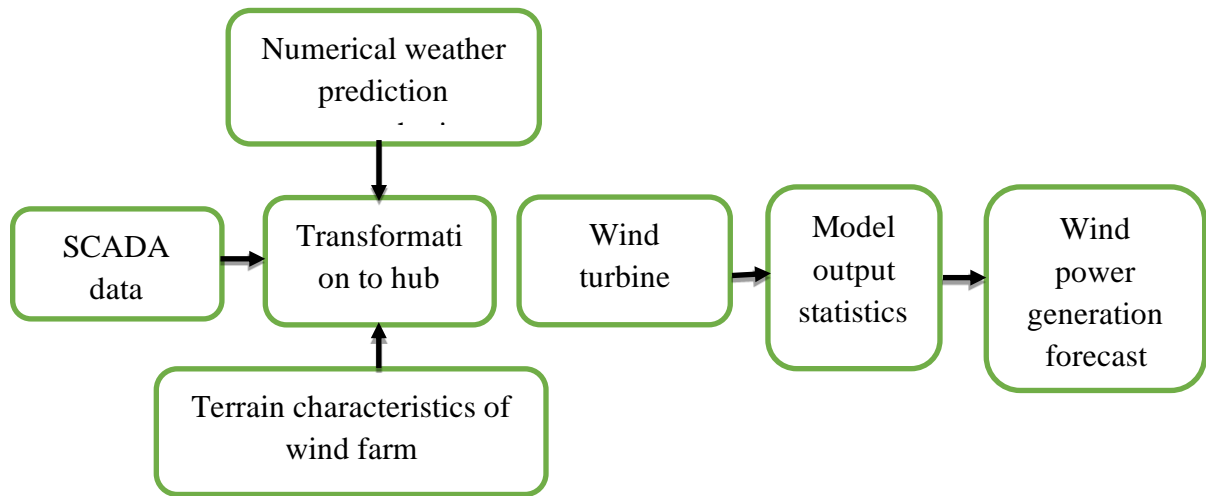 Numerical weather
prediction
SCADA
data
Transformati
on to hub
Wind
turbine
Model
output
statistics
Wind
power
generation
forecast
Terrain characteristics of
wind farm